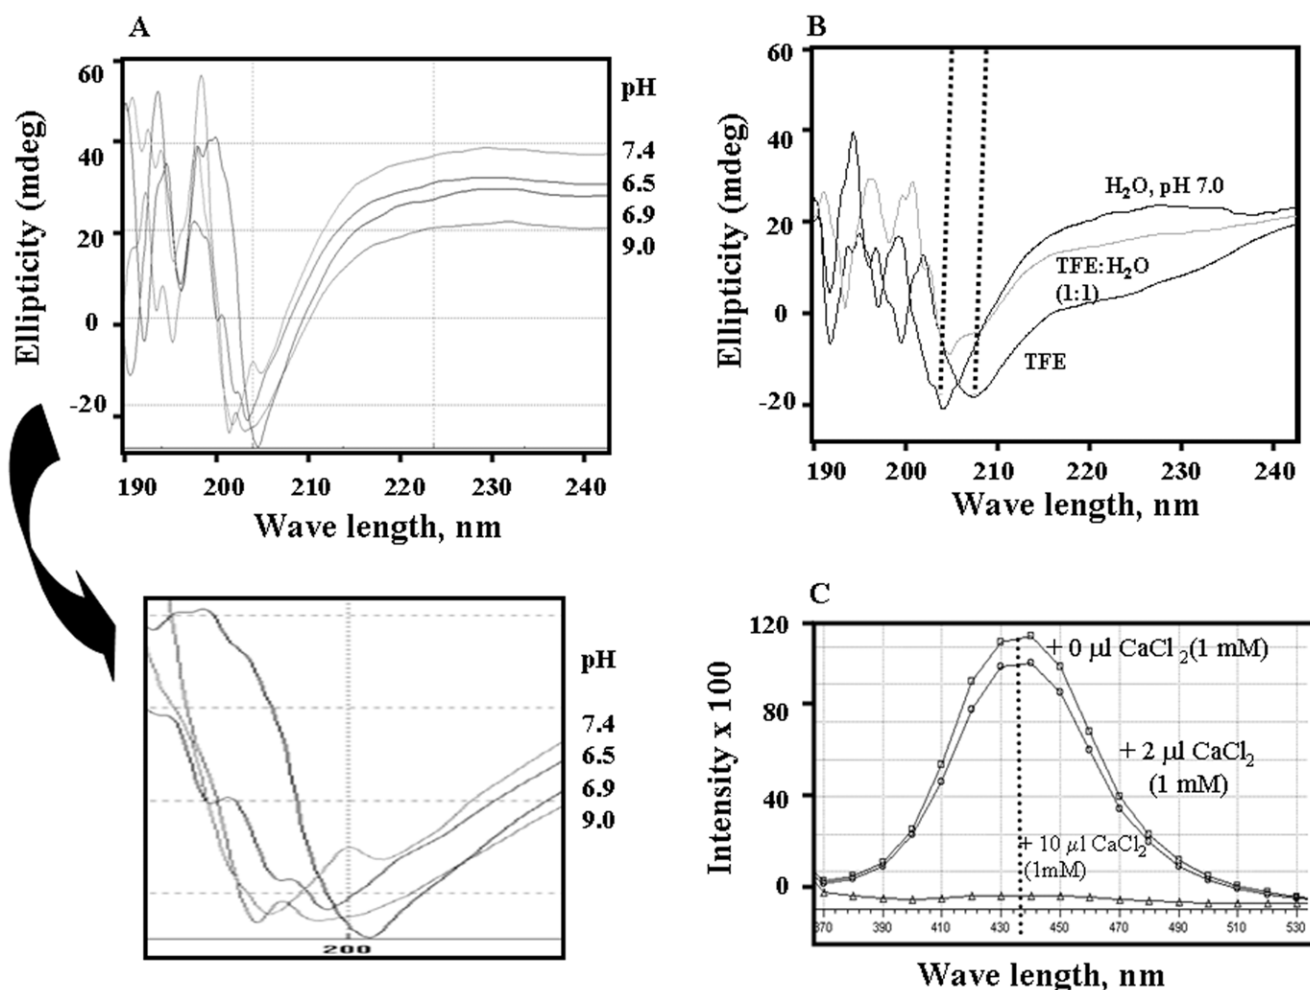 A
Ellipticity (mdeg)
60
40
20
0
-20
190 200 210 220 230 240
Wave length, nm
pH
7.4
6.5
6.9
9.0
B
Ellipticity (mdeg)
60
40
20
0
-20
H₂O, pH 7.0
TFE:H₂O
(1:1)
TFE
190 200 210 220 230 240
Wave length, nm
200
pH
7.4
6.5
6.9
9.0
C
Intensity x 100
120
80
40
0
+ 0 µl CaCl₂ (1 mM)
+ 2 µl CaCl₂
(1 mM)
+ 10 µl CaCl₂
(1mM)
370 390 410 430 450 470 490 510 530
Wave length, nm